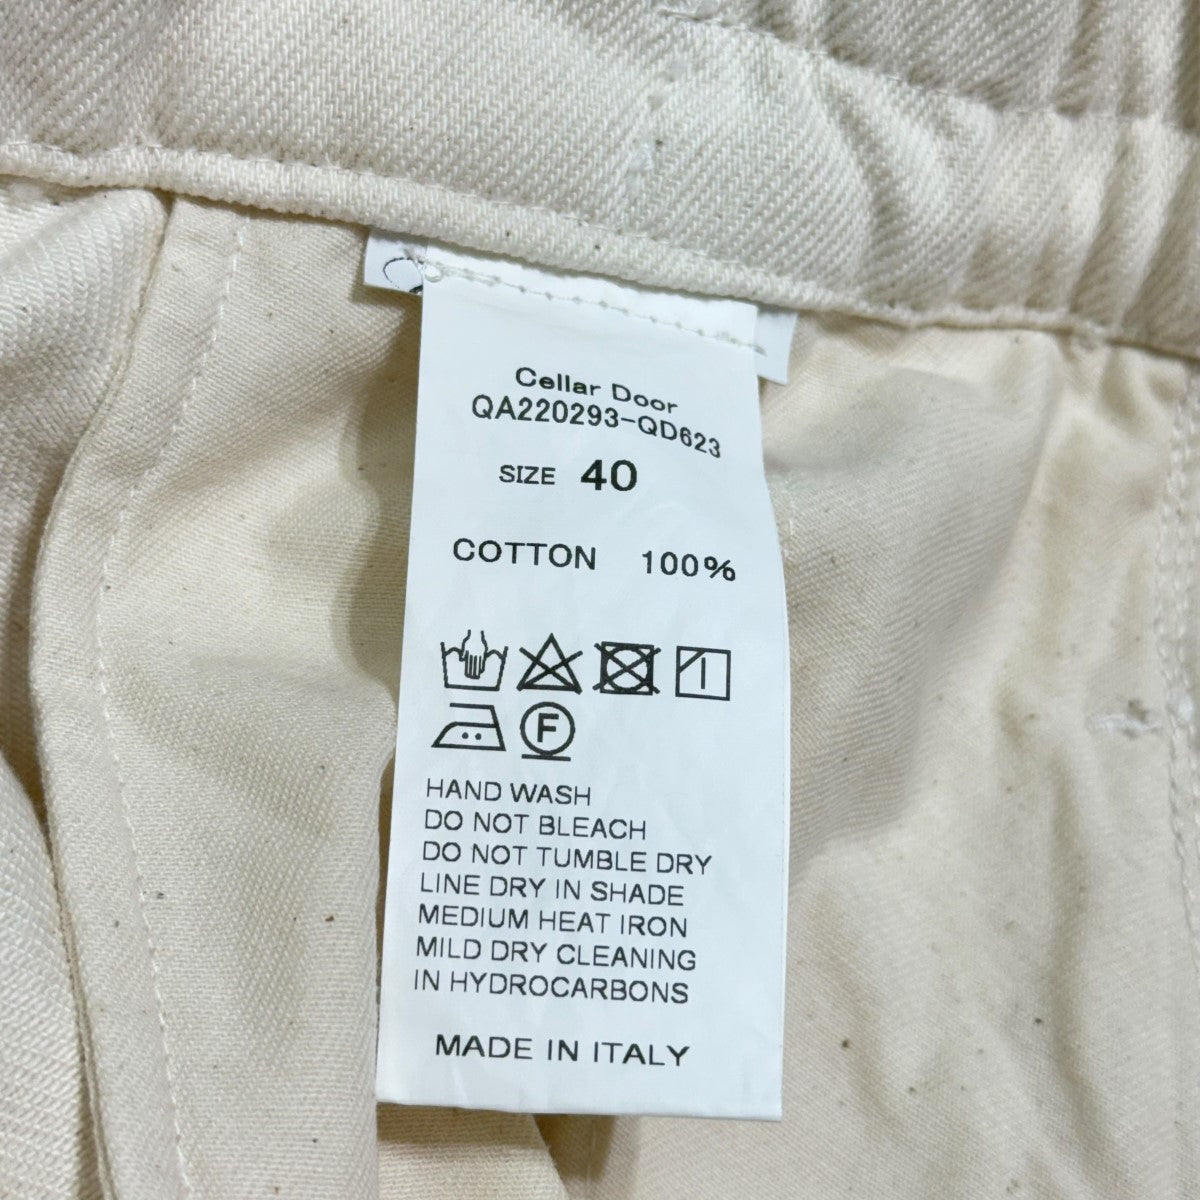 Cellar Door
QA220293-QD623
SIZE 40
COTTON 100%
F
HAND WASH
DO NOT BLEACH
DO NOT TUMBLE DRY
LINE DRY IN SHADE
MEDIUM HEAT IRON
MILD DRY CLEANING
IN HYDROCARBONS
MADE IN ITALY